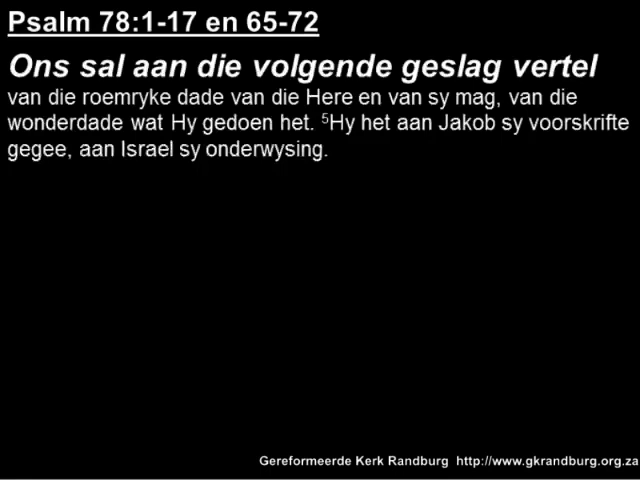 Psalm 78:1-17 en 65-72
Ons sal aan die volgende geslag vertel
van die roemryke dade van die Here en van sy mag, van die
wonderdade wat Hy gedoen het. ⁵Hy het aan Jakob sy voorskrifte
gegee, aan Israel sy onderwysing.
Gereformeerde Kerk Randburg http://www.gkrandburg.org.za